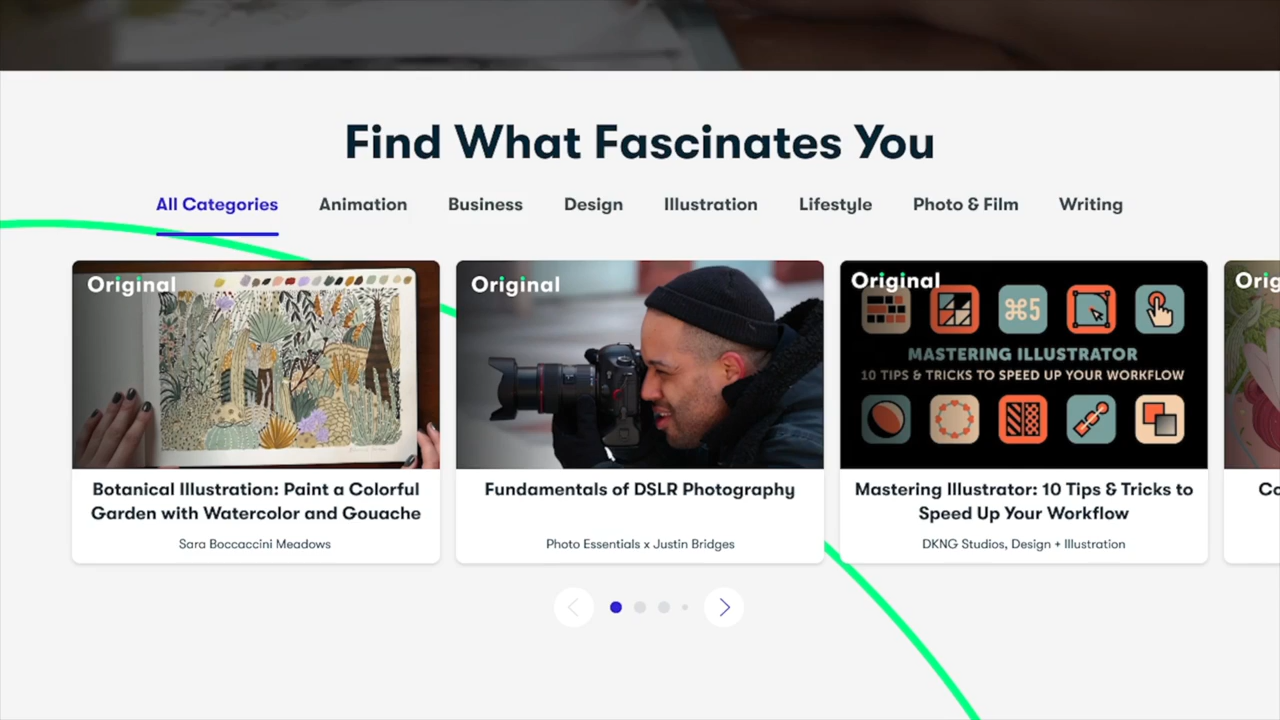 Find What Fascinates You
All Categories Animation Business Design Illustration Lifestyle Photo & Film Writing
Original
Botanical Illustration: Paint a Colorful
Garden with Watercolor and Gouache
Sara Boccaccini Meadows
Original
Fundamentals of DSLR Photography
Photo Essentials x Justin Bridges
Original
⌘5
MASTERING ILLUSTRATOR
10 TIPS & TRICKS TO SPEED UP YOUR WORKFLOW
Mastering Illustrator: 10 Tips & Tricks to
Speed Up Your Workflow
DKNG Studios, Design + Illustration
Orig
Co